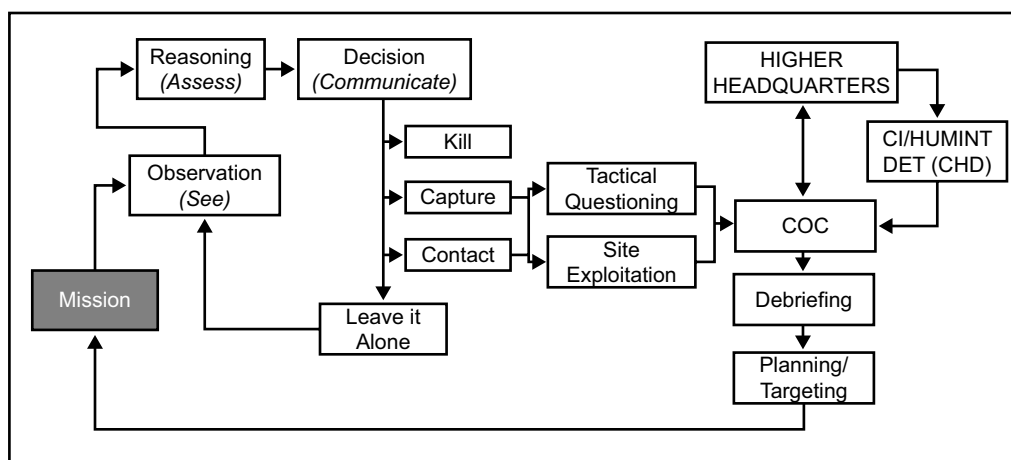 Reasoning
(Assess)
Decision
(Communicate)
HIGHER
HEADQUARTERS
Kill
CI/HUMINT
DET (CHD)
Observation
(See)
Capture
Tactical
Questioning
COC
Contact
Site
Exploitation
Mission
Debriefing
Leave it
Alone
Planning/
Targeting